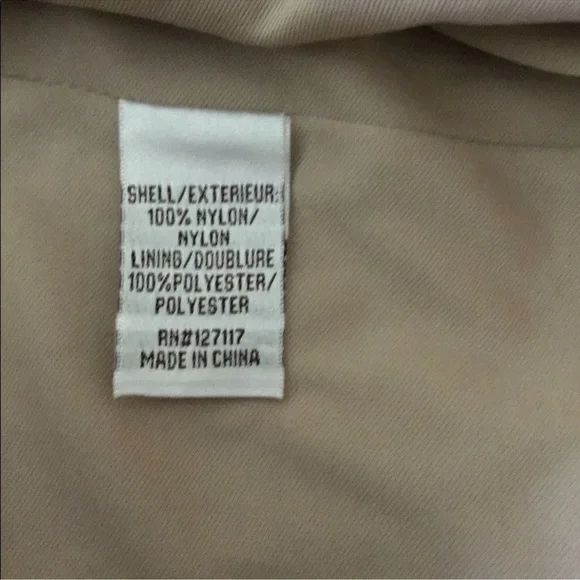 SHELL/EXTERIEUR:
100% NYLON/
NYLON
LINING/DOUBLURE
100%POLYESTER/
POLYESTER
RN#127117
MADE IN CHINA